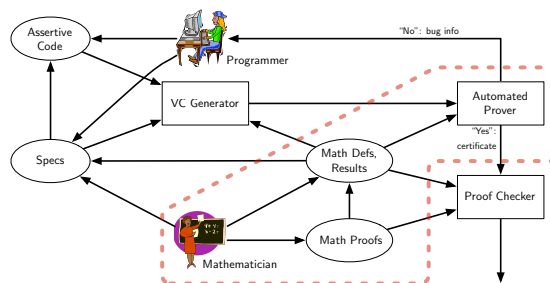 "No": bug info
Assertive
Code
Programmer
VC Generator
Automated
Prover
"Yes":
certificate
Specs
Math Defs,
Results
Proof Checker
Math Proofs
Mathematician